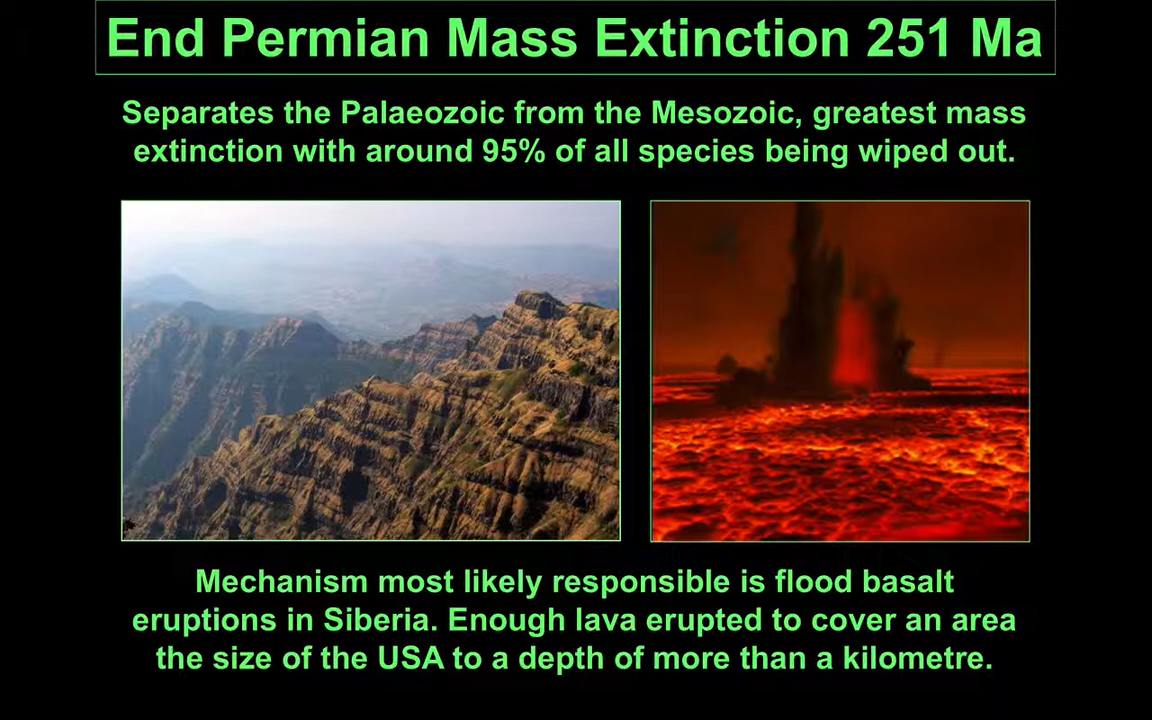 End Permian Mass Extinction 251 Ma
Separates the Palaeozoic from the Mesozoic, greatest mass
extinction with around 95% of all species being wiped out.
Mechanism most likely responsible is flood basalt
eruptions in Siberia. Enough lava erupted to cover an area
the size of the USA to a depth of more than a kilometre.